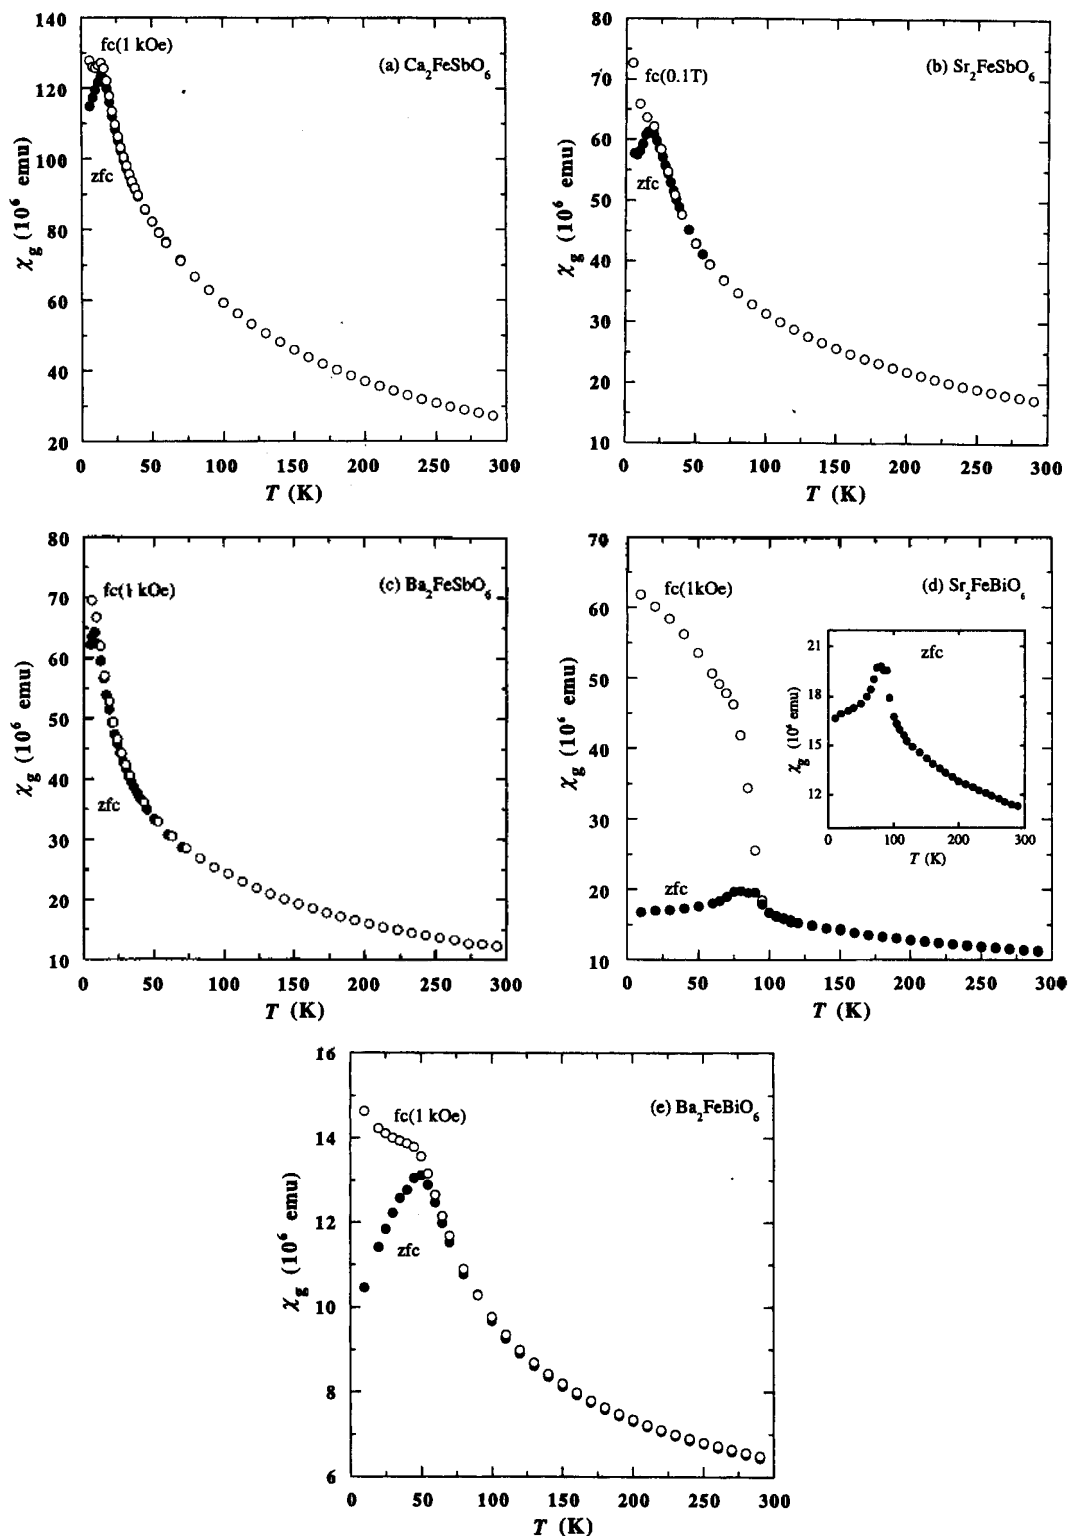 140
120
100
80
60
40
20
χg (10⁶ emu)
fc(1 kOe)
zfc
(a) Ca₂FeSbO₆
0 50 100 150 200 250 300
T (K)
80
70
60
50
40
30
20
10
χg (10⁶ emu)
fc(0.1T)
zfc
(b) Sr₂FeSbO₆
0 50 100 150 200 250 300
T (K)
80
70
60
50
40
30
20
10
χg (10⁶ emu)
fc(1 kOe)
zfc
(c) Ba₂FeSbO₆
0 50 100 150 200 250 300
T (K)
70
60
50
40
30
20
10
χg (10⁶ emu)
fc(1kOe)
zfc
(d) Sr₂FeBiO₆
21
18
15
12
χg (10⁶ emu)
zfc
0 100 200 300
T (K)
0 50 100 150 200 250 300
T (K)
16
14
12
10
8
6
χg (10⁶ emu)
fc(1 kOe)
zfc
(e) Ba₂FeBiO₆
0 50 100 150 200 250 300
T (K)